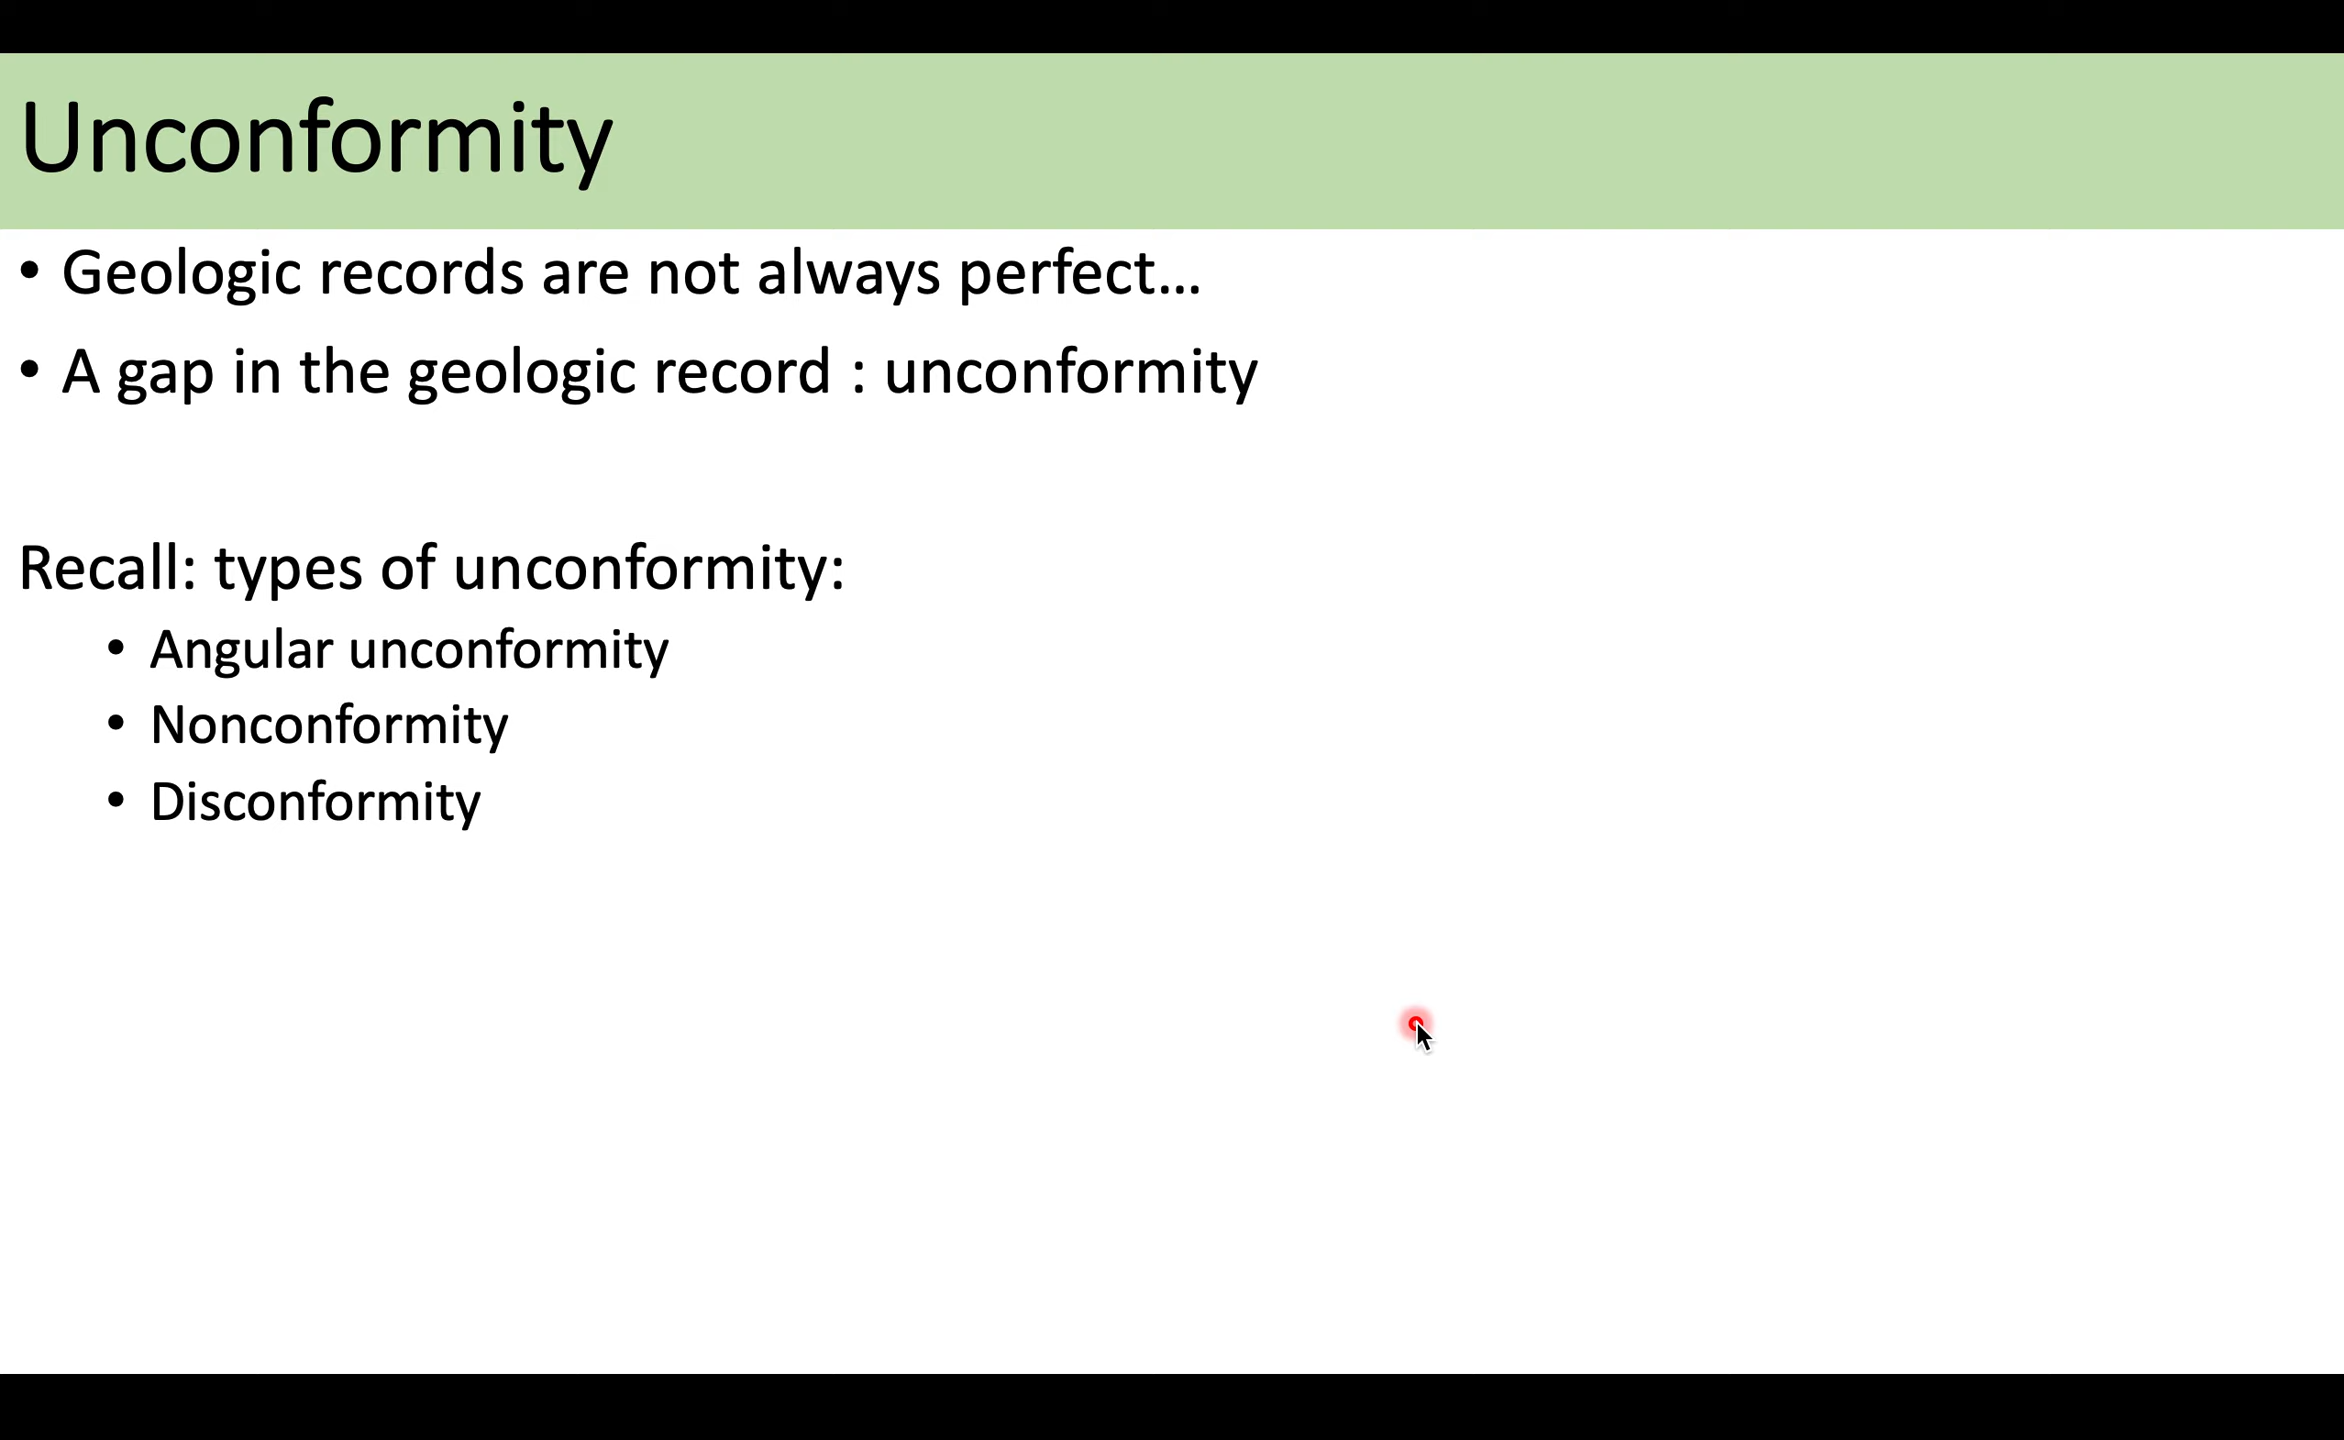 Unconformity
• Geologic records are not always perfect...
• A gap in the geologic record : unconformity
Recall: types of unconformity:
• Angular unconformity
• Nonconformity
• Disconformity